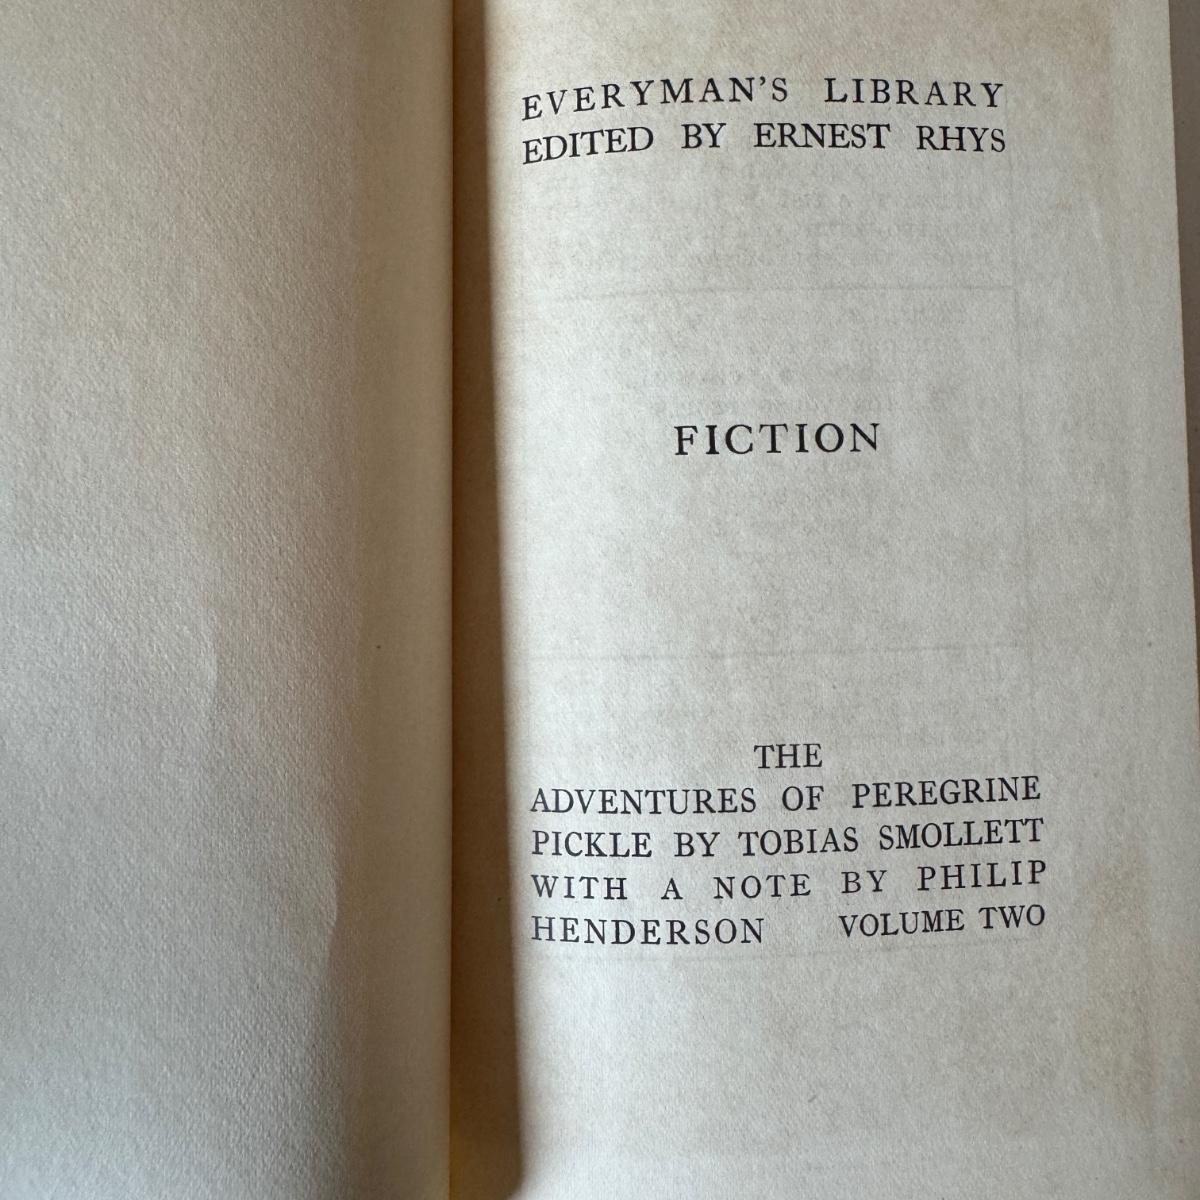 EVERYMAN'S LIBRARY
EDITED BY ERNEST RHYS
FICTION
THE
ADVENTURES OF PEREGRINE
PICKLE BY TOBIAS SMOLLETT
WITH A NOTE BY PHILIP
HENDERSON VOLUME TWO